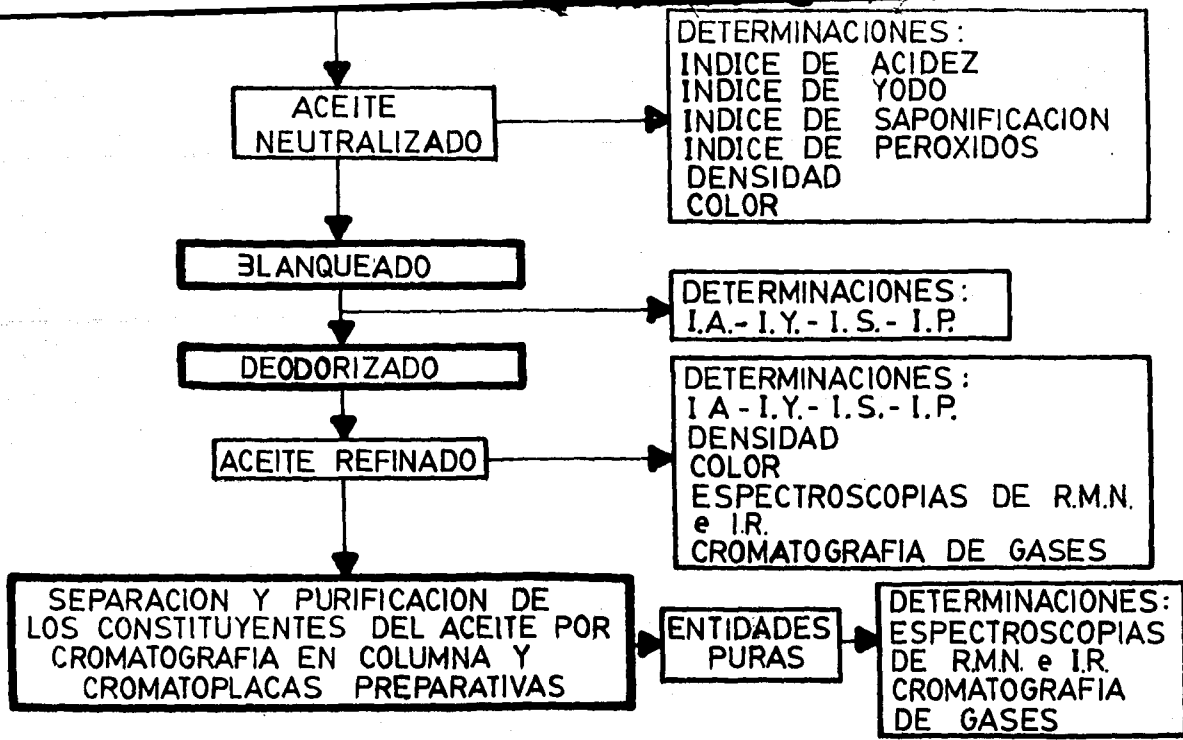 DETERMINACIONES:
INDICE DE ACIDEZ
INDICE DE YODO
INDICE DE SAPONIFICACION
INDICE DE PEROXIDOS
DENSIDAD
COLOR
ACEITE
NEUTRALIZADO
BLANQUEADO
DETERMINACIONES:
I.A.- I.Y.- I.S.- I.P.
DEODORIZADO
DETERMINACIONES:
I A - I.Y.- I.S.- I.P.
DENSIDAD
COLOR
ESPECTROSCOPIAS DE R.M.N.
e I.R.
CROMATOGRAFIA DE GASES
ACEITE REFINADO
SEPARACION Y PURIFICACION DE
LOS CONSTITUYENTES DEL ACEITE POR
CROMATOGRAFIA EN COLUMNA Y
CROMATOPLACAS PREPARATIVAS
ENTIDADES
PURAS
DETERMINACIONES:
ESPECTROSCOPIAS
DE R.M.N. e I.R.
CROMATOGRAFIA
DE GASES